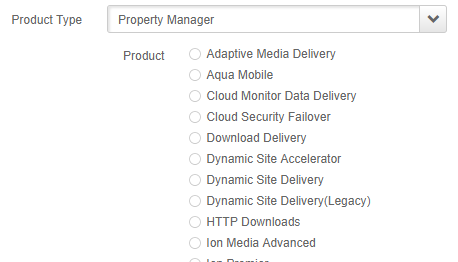 Product Type Property Manager
Product
Adaptive Media Delivery
Aqua Mobile
Cloud Monitor Data Delivery
Cloud Security Failover
Download Delivery
Dynamic Site Accelerator
Dynamic Site Delivery
Dynamic Site Delivery(Legacy)
HTTP Downloads
Ion Media Advanced